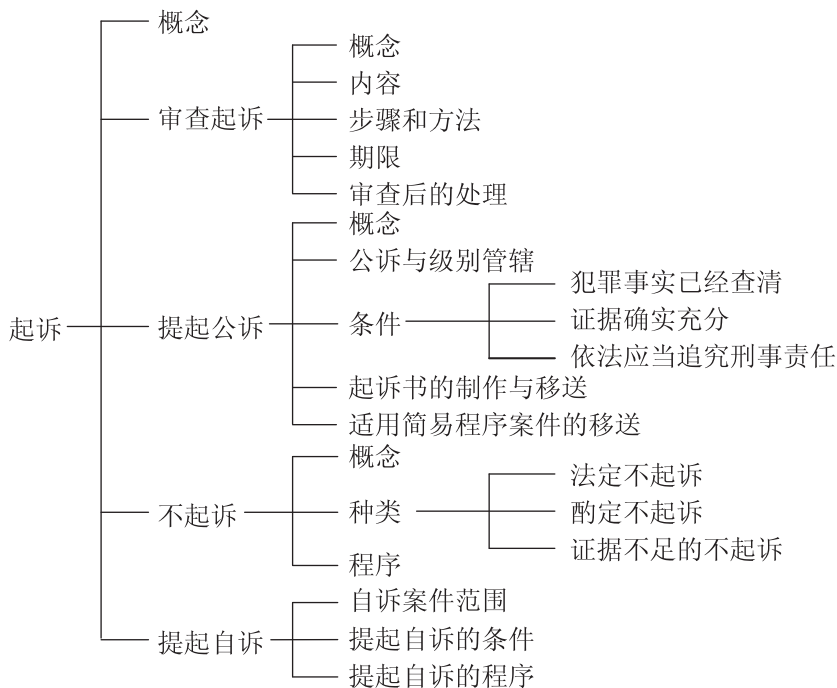 起诉
概念
审查起诉
概念
内容
步骤和方法
期限
审查后的处理
提起公诉
概念
公诉与级别管辖
条件
犯罪事实已经查清
证据确实充分
依法应当追究刑事责任
起诉书的制作与移送
适用简易程序案件的移送
不起诉
概念
种类
法定不起诉
酌定不起诉
证据不足的不起诉
程序
提起自诉
自诉案件范围
提起自诉的条件
提起自诉的程序